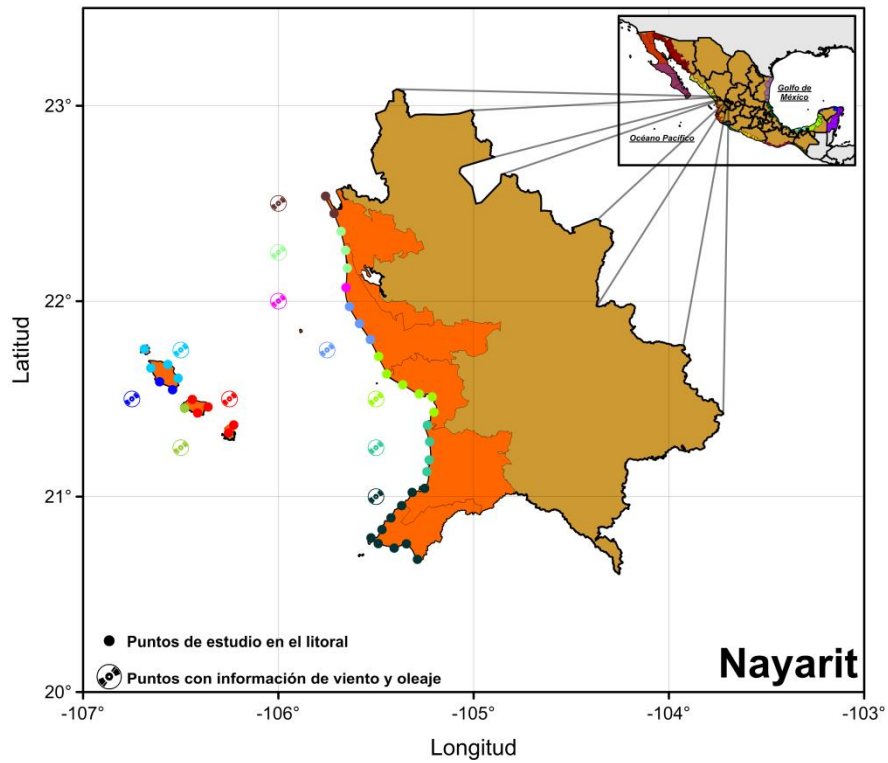 Golfo de
México
Océano Pacífico
23°
22°
21°
20°
Latitud
Puntos de estudio en el litoral
Puntos con información de viento y oleaje
Nayarit
-107°
-106°
-105°
-104°
-103°
Longitud